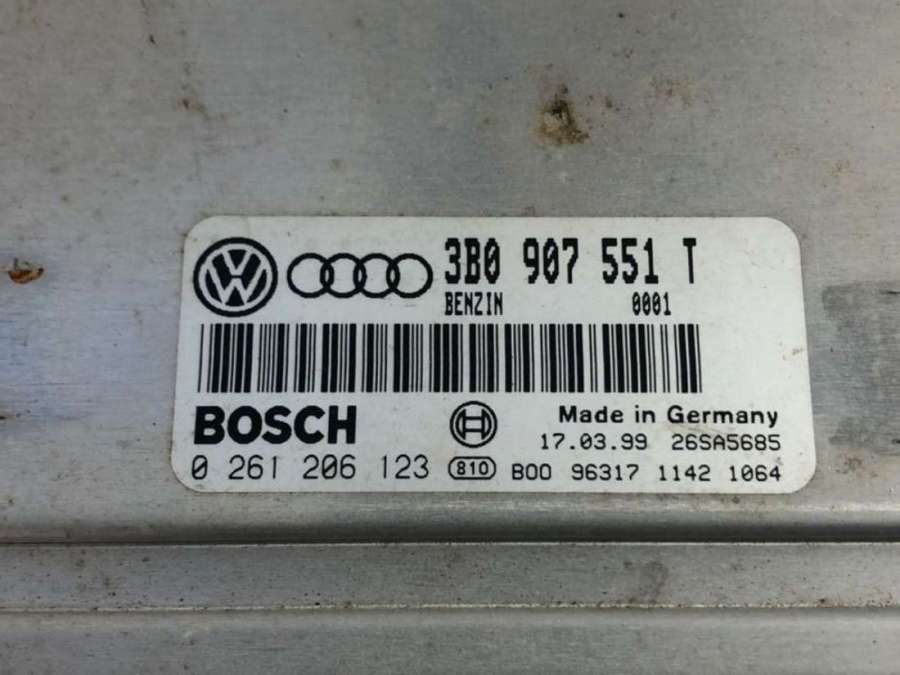 3B0 907 551 T
BENZIN 0001
BOSCH
Made in Germany
17.03.99 26SA5685
0 261 206 123 810 B00 96317 1142 1064